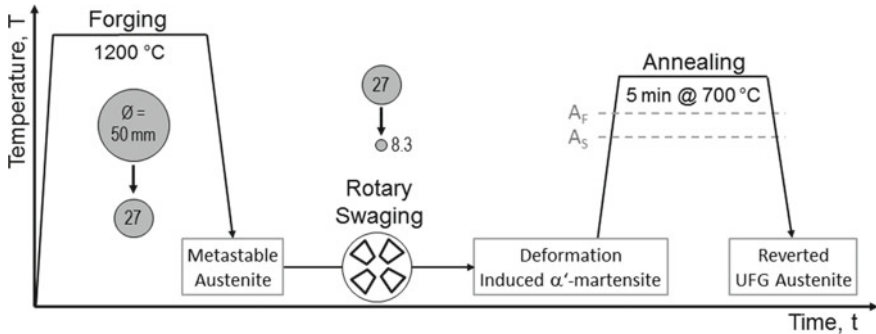 Temperature, T
Forging
1200 °C
Ø =
50 mm
27
Metastable
Austenite
27
8.3
Rotary
Swaging
Deformation
Induced α‘-martensite
Annealing
5 min @ 700 °C
A_F
A_S
Reverted
UFG Austenite
Time, t